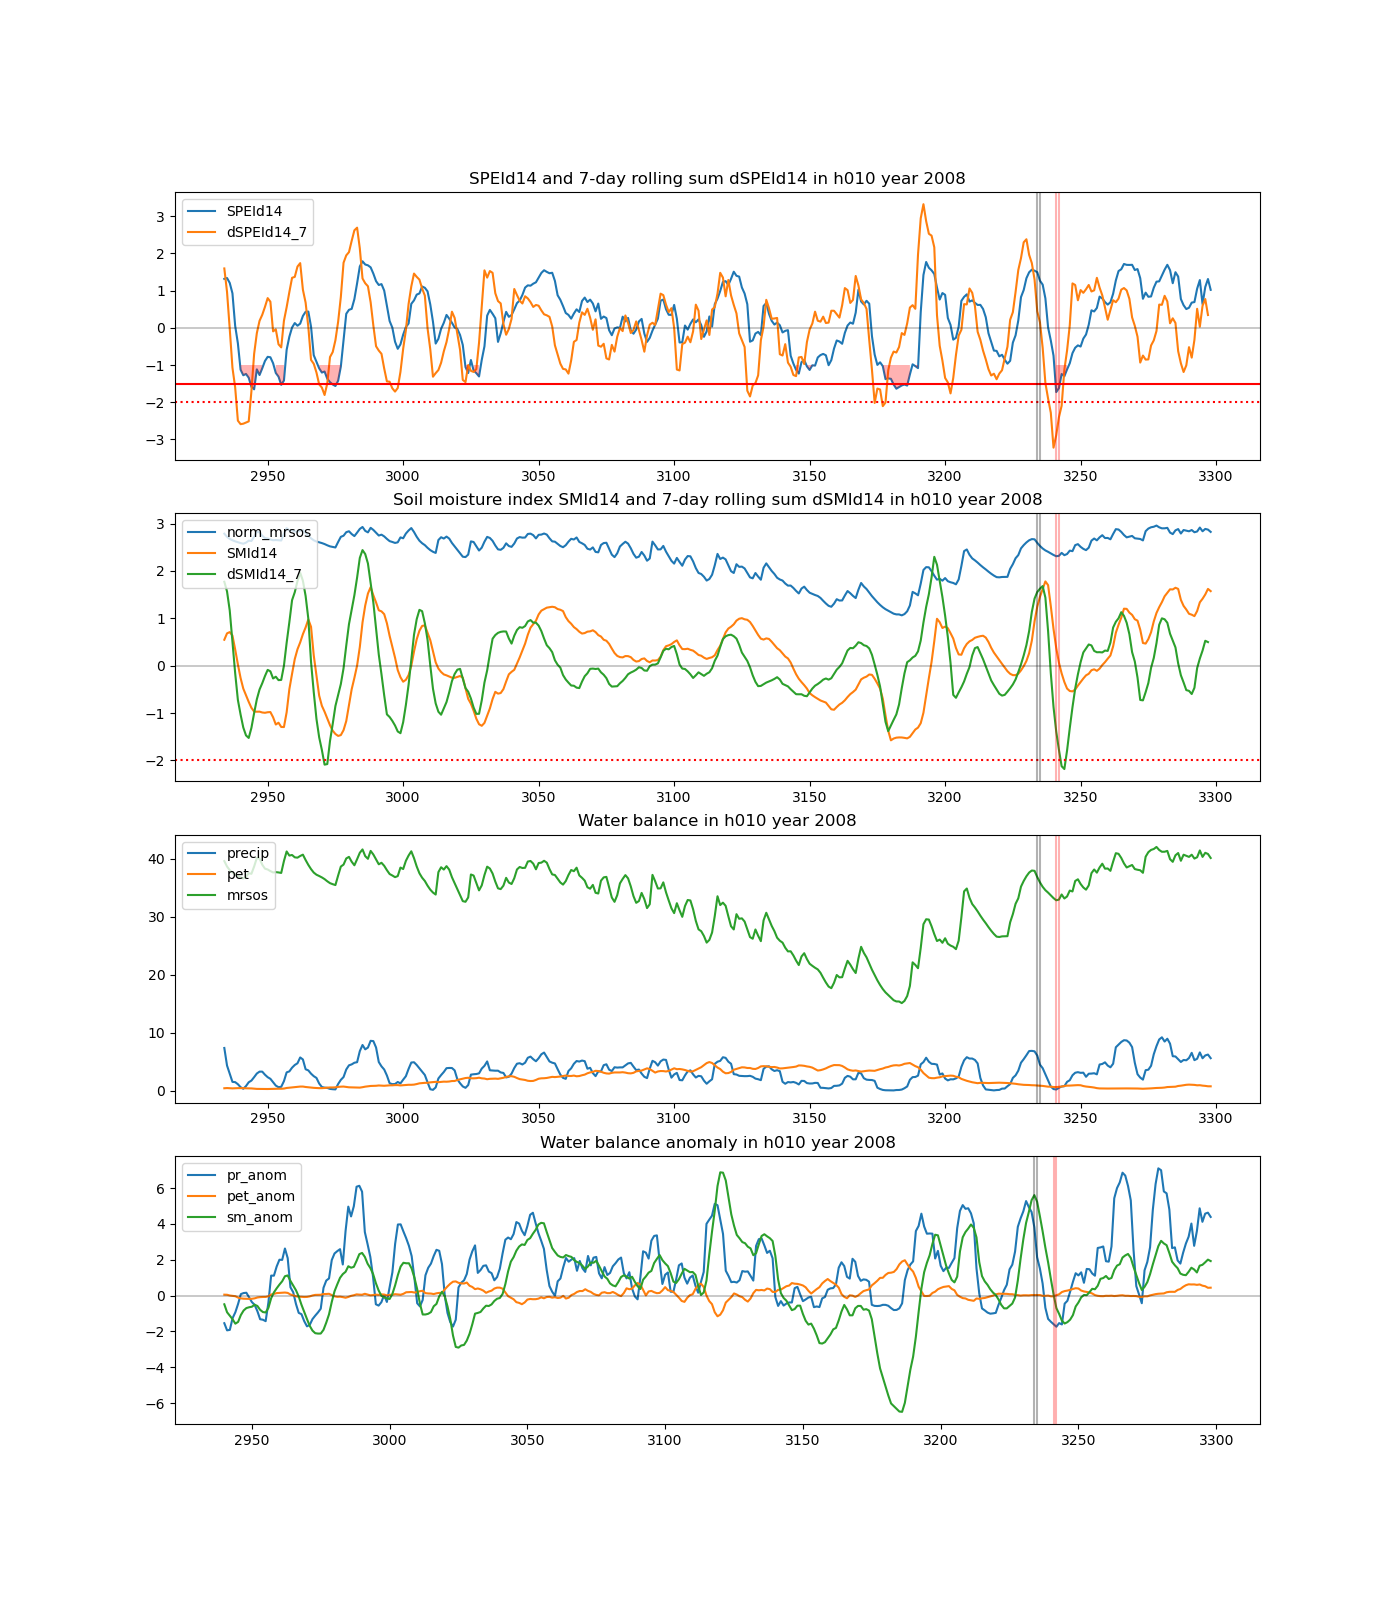 SPEId14 and 7-day rolling sum dSPEId14 in h010 year 2008
SPEId14
dSPEId14_7
3
2
1
0
−1
−2
−3
2950 3000 3050 3100 3150 3200 3250 3300
Soil moisture index SMId14 and 7-day rolling sum dSMId14 in h010 year 2008
norm_mrsos
SMId14
dSMId14_7
3
2
1
0
−1
−2
2950 3000 3050 3100 3150 3200 3250 3300
Water balance in h010 year 2008
precip
pet
mrsos
40
30
20
10
0
2950 3000 3050 3100 3150 3200 3250 3300
Water balance anomaly in h010 year 2008
pr_anom
pet_anom
sm_anom
6
4
2
0
−2
−4
−6
2950 3000 3050 3100 3150 3200 3250 3300